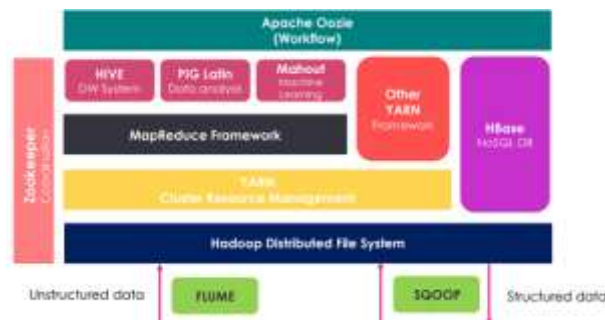 Apache Oozie
(Workflow)
HIVE
DW System
PIG Latin
Data analysis
Mahout
Machine
Learning
Other
YARN
Framework
HBase
NoSQL DB
MapReduce Framework
YARN
Cluster Resource Management
Zookeeper
Coordination
Hadoop Distributed File System
Unstructured data
FLUME
SQOOP
Structured data